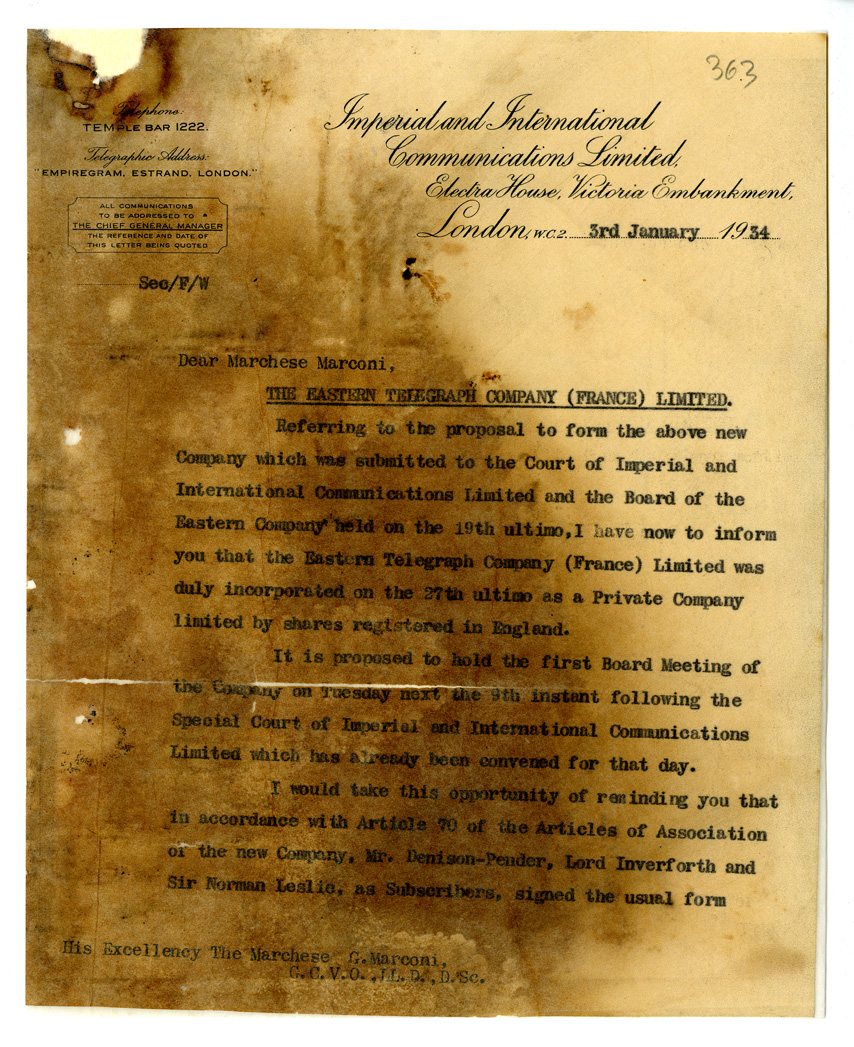 363
Telephone:
TEMPLE BAR 1222.
Telegraphic Address:
"EMPIREGRAM, ESTRAND, LONDON."
ALL COMMUNICATIONS
TO BE ADDRESSED TO
THE CHIEF GENERAL MANAGER
THE REFERENCE AND DATE OF
THIS LETTER BEING QUOTED
Imperial and International
Communications Limited,
Electra House, Victoria Embankment,
London, W.C.2. 3rd January 1934
Sec/F/W
Dear Marchese Marconi,
THE EASTERN TELEGRAPH COMPANY (FRANCE) LIMITED.
Referring to the proposal to form the above new
Company which was submitted to the Court of Imperial and
International Communications Limited and the Board of the
Eastern Company held on the 19th ultimo, I have now to inform
you that the Eastern Telegraph Company (France) Limited was
duly incorporated on the 27th ultimo as a Private Company
limited by shares registered in England.
It is proposed to hold the first Board Meeting of
the Company on Tuesday next the 9th instant following the
Special Court of Imperial and International Communications
Limited which has already been convened for that day.
I would take this opportunity of reminding you that
in accordance with Article 70 of the Articles of Association
of the new Company, Mr. Denison-Pender, Lord Inverforth and
Sir Norman Leslie, as Subscribers, signed the usual form
His Excellency The Marchese G.Marconi,
G.C.V.O.,LL.D.,D.Sc.